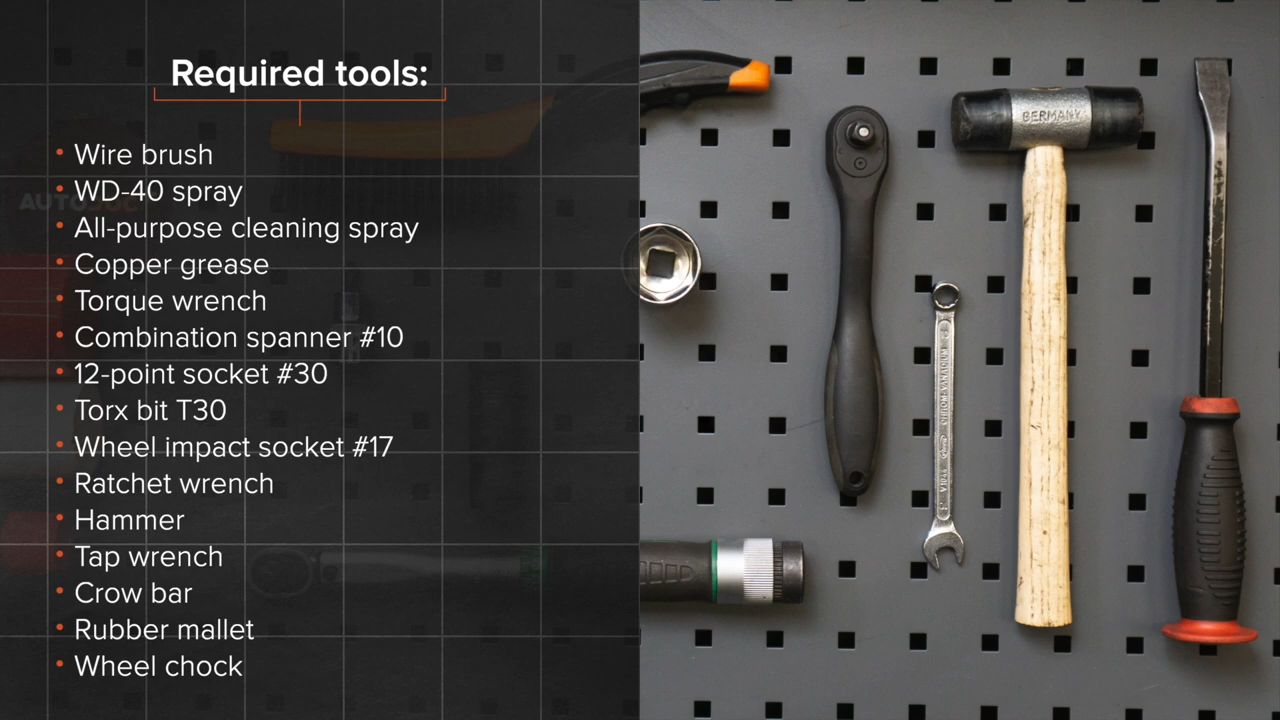 Required tools:
Wire brush
WD-40 spray
All-purpose cleaning spray
Copper grease
Torque wrench
Combination spanner #10
12-point socket #30
Torx bit T30
Wheel impact socket #17
Ratchet wrench
Hammer
Tap wrench
Crow bar
Rubber mallet
Wheel chock
GERMANY